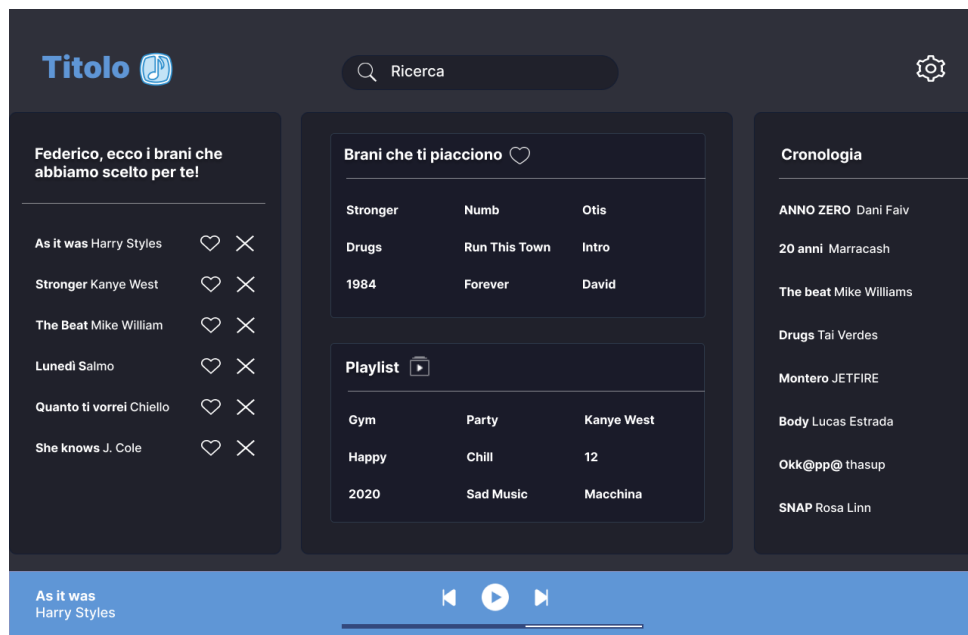 Titolo
Ricerca
Federico, ecco i brani che
abbiamo scelto per te!
As it was Harry Styles
Stronger Kanye West
The Beat Mike William
Lunedì Salmo
Quanto ti vorrei Chiello
She knows J. Cole
Brani che ti piacciono
Stronger Numb Otis
Drugs Run This Town Intro
1984 Forever David
Playlist
Gym Party Kanye West
Happy Chill 12
2020 Sad Music Macchina
Cronologia
ANNO ZERO Dani Faiv
20 anni Marracash
The beat Mike Williams
Drugs Tai Verdes
Montero JETFIRE
Body Lucas Estrada
Okk@pp@ thasup
SNAP Rosa Linn
As it was
Harry Styles